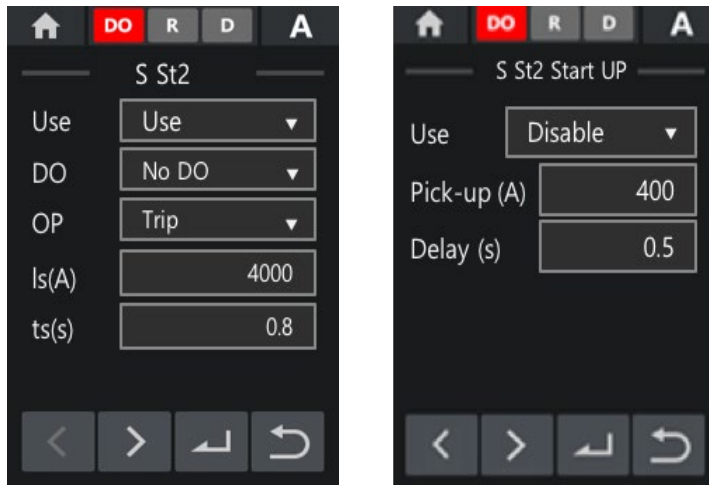 DO R D A
S St2
Use Use
DO No DO
OP Trip
Is(A) 4000
ts(s) 0.8
DO R D A
S St2 Start UP
Use Disable
Pick-up (A) 400
Delay (s) 0.5